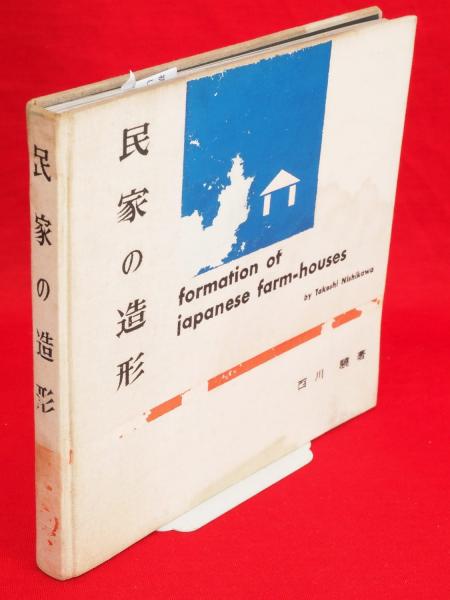 民家の造形
民家の造形
formation of
japanese farm-houses
by Takeshi Nishikawa
西川 驍 著